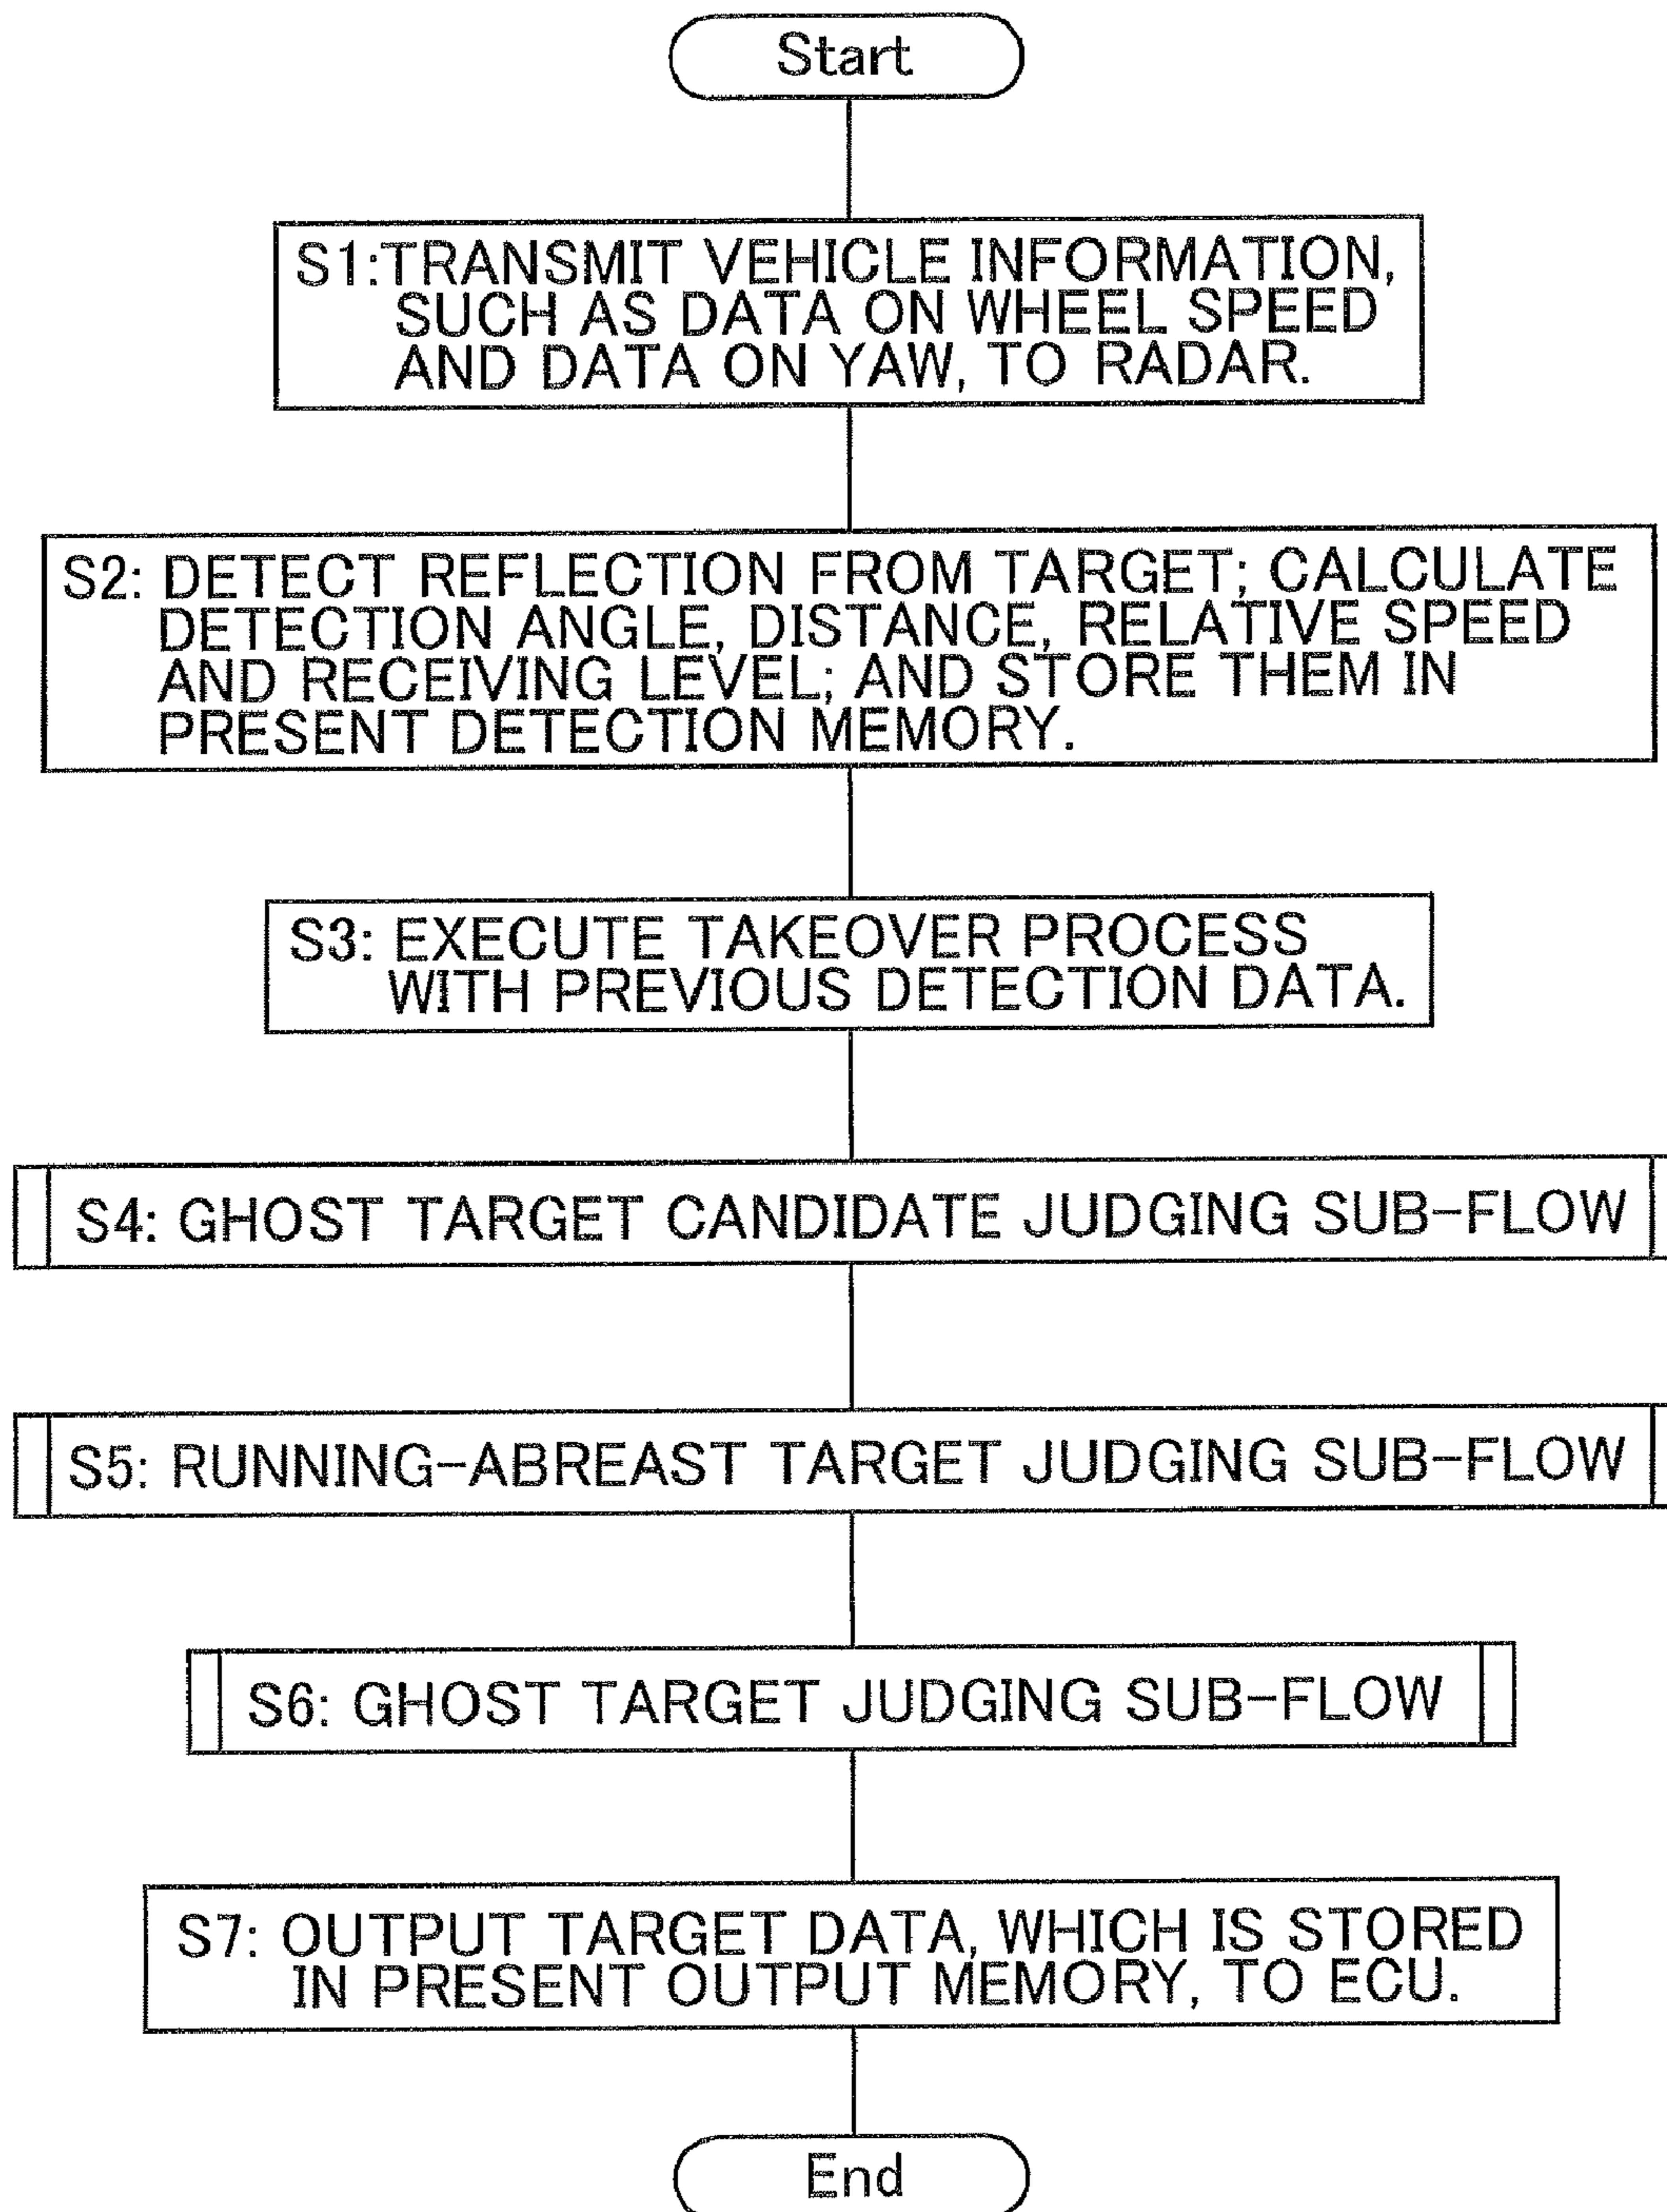 Start
S1:TRANSMIT VEHICLE INFORMATION,
SUCH AS DATA ON WHEEL SPEED
AND DATA ON YAW, TO RADAR.
S2: DETECT REFLECTION FROM TARGET; CALCULATE
DETECTION ANGLE, DISTANCE, RELATIVE SPEED
AND RECEIVING LEVEL; AND STORE THEM IN
PRESENT DETECTION MEMORY.
S3: EXECUTE TAKEOVER PROCESS
WITH PREVIOUS DETECTION DATA.
S4: GHOST TARGET CANDIDATE JUDGING SUB-FLOW
S5: RUNNING-ABREAST TARGET JUDGING SUB-FLOW
S6: GHOST TARGET JUDGING SUB-FLOW
S7: OUTPUT TARGET DATA, WHICH IS STORED
IN PRESENT OUTPUT MEMORY, TO ECU.
End